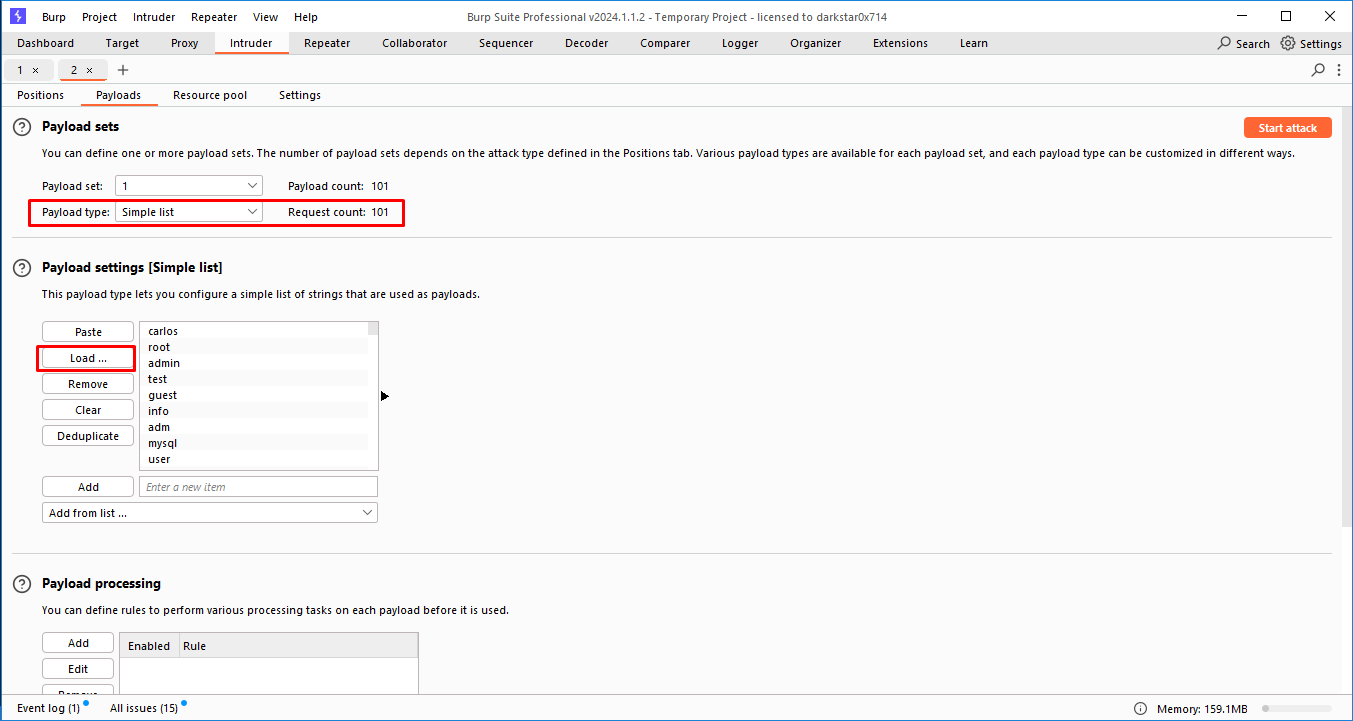 Burp Project Intruder Repeater View Help Burp Suite Professional v2024.1.1.2 - Temporary Project - licensed to darkstar0x714
Dashboard Target Proxy Intruder Repeater Collaborator Sequencer Decoder Comparer Logger Organizer Extensions Learn Search Settings
1 × 2 × +
Positions Payloads Resource pool Settings
? Payload sets Start attack
You can define one or more payload sets. The number of payload sets depends on the attack type defined in the Positions tab. Various payload types are available for each payload set, and each payload type can be customized in different ways.
Payload set: 1 Payload count: 101
Payload type: Simple list Request count: 101
? Payload settings [Simple list]
This payload type lets you configure a simple list of strings that are used as payloads.
Paste
Load ...
Remove
Clear
Deduplicate
carlos
root
admin
test
guest
info
adm
mysql
user
Add Enter a new item
Add from list ...
? Payload processing
You can define rules to perform various processing tasks on each payload before it is used.
Add Enabled Rule
Edit
Remove
Event log (1) All issues (15) Memory: 159.1MB